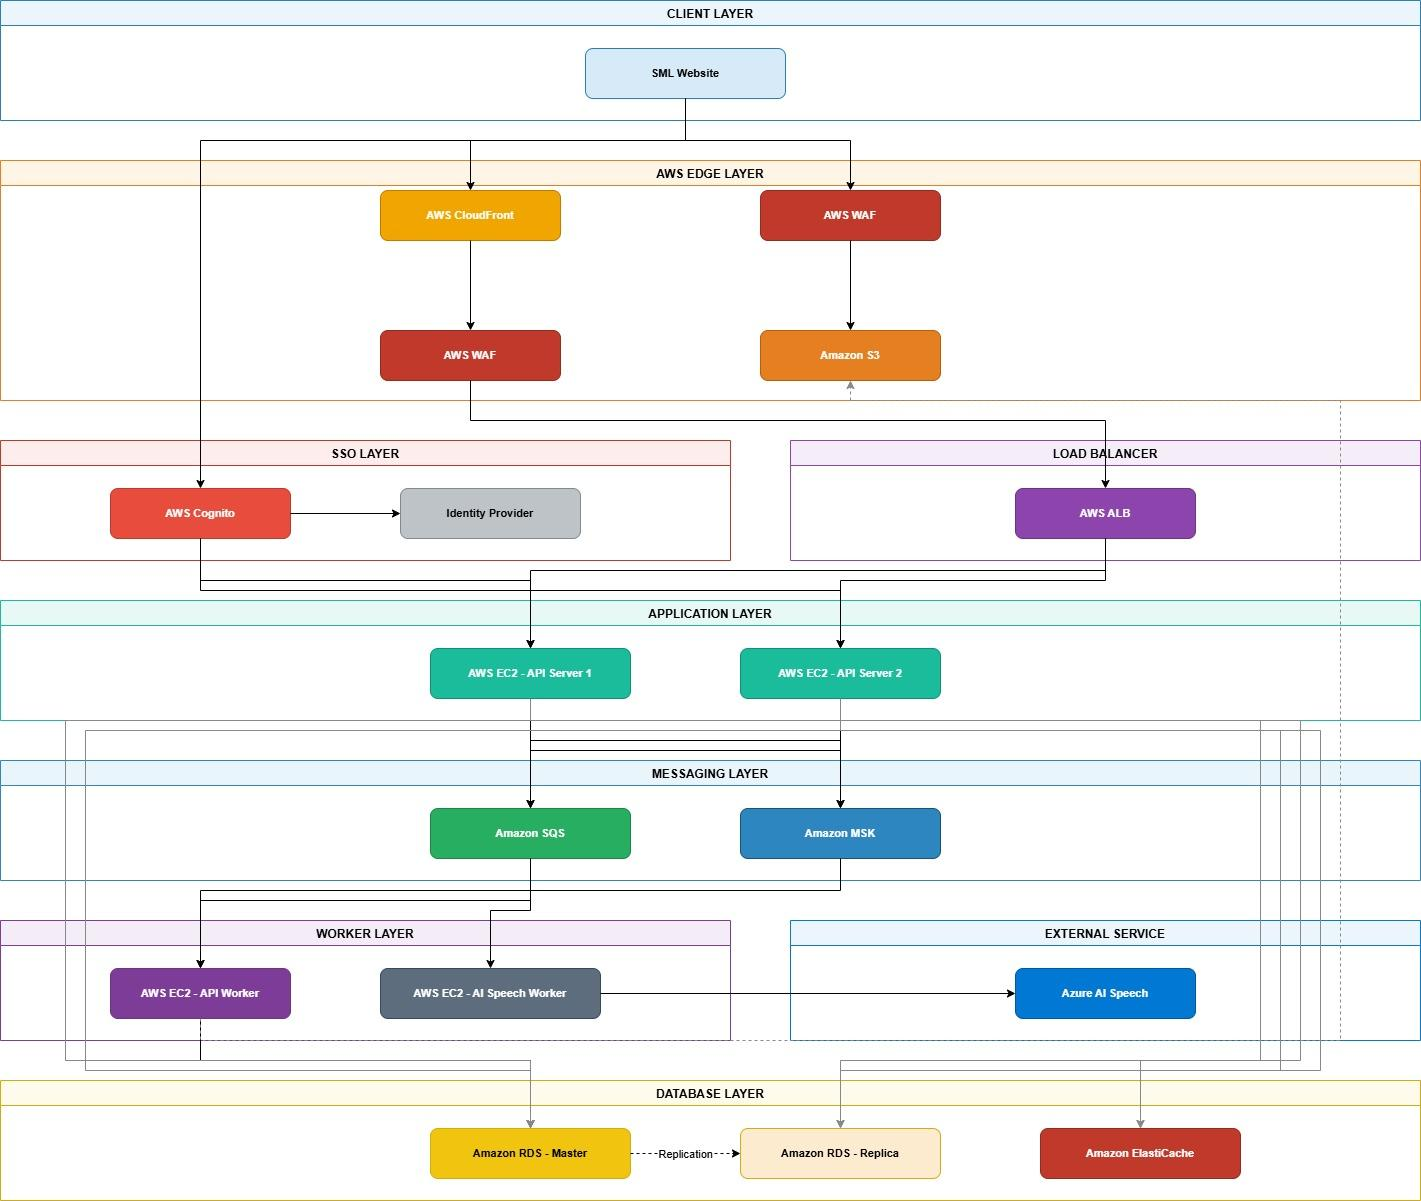 CLIENT LAYER
SML Website
AWS EDGE LAYER
AWS CloudFront
AWS WAF
AWS WAF
Amazon S3
SSO LAYER
LOAD BALANCER
AWS Cognito
Identity Provider
AWS ALB
APPLICATION LAYER
AWS EC2 - API Server 1
AWS EC2 - API Server 2
MESSAGING LAYER
Amazon SQS
Amazon MSK
WORKER LAYER
EXTERNAL SERVICE
AWS EC2 - API Worker
AWS EC2 - AI Speech Worker
Azure AI Speech
DATABASE LAYER
Amazon RDS - Master
Replication
Amazon RDS - Replica
Amazon ElastiCache